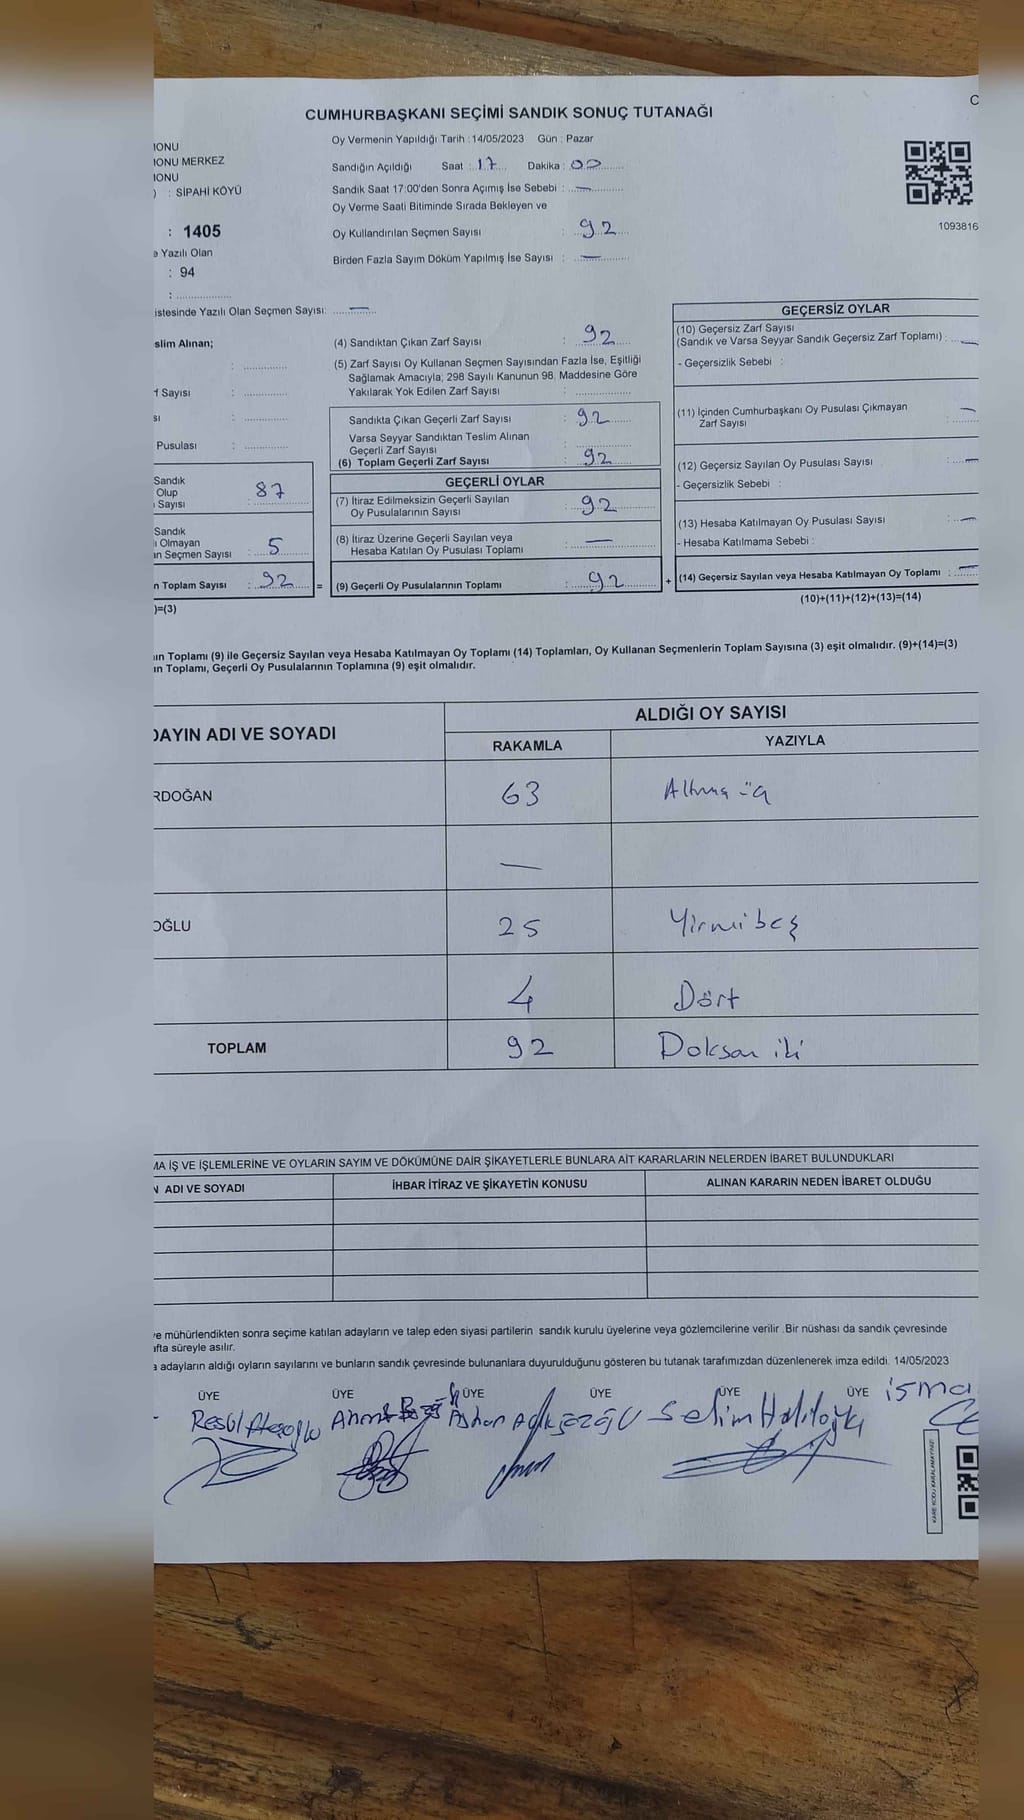 C
CUMHURBAŞKANI SEÇİMİ SANDIK SONUÇ TUTANAĞI
IONU
IONU MERKEZ
IONU
) : SİPAHİ KÖYÜ
: 1405
Yazılı Olan
: 94
: ....................
Oy Vermenin Yapıldığı Tarih : 14/05/2023 Gün : Pazar
Sandığın Açıldığı Saat : 17 Dakika : 00
Sandık Saat 17:00'den Sonra Açımış İse Sebebi : —
Oy Verme Saati Bitiminde Sırada Bekleyen ve
Oy Kullandırılan Seçmen Sayısı : 92
Birden Fazla Sayım Döküm Yapılmış İse Sayısı : —
1093816
istesinde Yazılı Olan Seçmen Sayısı: —
slim Alınan;
f Sayısı :
sı :
Pusulası :
Sandık
Olup
Sayısı : 87
Sandık
ı Olmayan
ın Seçmen Sayısı : 5
n Toplam Sayısı : 92 =
)=(3)
(4) Sandıktan Çıkan Zarf Sayısı : 92
(5) Zarf Sayısı Oy Kullanan Seçmen Sayısından Fazla İse, Eşitliği
Sağlamak Amacıyla; 298 Sayılı Kanunun 98. Maddesine Göre
Yakılarak Yok Edilen Zarf Sayısı :
Sandıkta Çıkan Geçerli Zarf Sayısı : 92
Varsa Seyyar Sandıktan Teslim Alınan
Geçerli Zarf Sayısı :
(6) Toplam Geçerli Zarf Sayısı : 92
GEÇERLİ OYLAR
(7) İtiraz Edilmeksizin Geçerli Sayılan
Oy Pusulalarının Sayısı : 92
(8) İtiraz Üzerine Geçerli Sayılan veya
Hesaba Katılan Oy Pusulası Toplamı : —
(9) Geçerli Oy Pusulalarının Toplamı : 92 +
GEÇERSİZ OYLAR
(10) Geçersiz Zarf Sayısı
(Sandık ve Varsa Seyyar Sandık Geçersiz Zarf Toplamı) : —
- Geçersizlik Sebebi :
(11) İçinden Cumhurbaşkanı Oy Pusulası Çıkmayan
Zarf Sayısı : —
(12) Geçersiz Sayılan Oy Pusulası Sayısı : —
- Geçersizlik Sebebi :
(13) Hesaba Katılmayan Oy Pusulası Sayısı : —
- Hesaba Katılmama Sebebi :
(14) Geçersiz Sayılan veya Hesaba Katılmayan Oy Toplamı : —
(10)+(11)+(12)+(13)=(14)
ın Toplamı (9) ile Geçersiz Sayılan veya Hesaba Katılmayan Oy Toplamı (14) Toplamları, Oy Kullanan Seçmenlerin Toplam Sayısına (3) eşit olmalıdır. (9)+(14)=(3)
ın Toplamı, Geçerli Oy Pusulalarının Toplamına (9) eşit olmalıdır.
DAYIN ADI VE SOYADI
ALDIĞI OY SAYISI
RAKAMLA YAZIYLA
RDOĞAN 63 Altmış üç
—
OĞLU 25 Yirmi beş
4 Dört
TOPLAM 92 Doksan iki
MA İŞ VE İŞLEMLERİNE VE OYLARIN SAYIM VE DÖKÜMÜNE DAİR ŞİKAYETLERLE BUNLARA AİT KARARLARIN NELERDEN İBARET BULUNDUKLARI
N ADI VE SOYADI İHBAR İTİRAZ VE ŞİKAYETİN KONUSU ALINAN KARARIN NEDEN İBARET OLDUĞU
ve mühürlendikten sonra seçime katılan adayların ve talep eden siyasi partilerin sandık kurulu üyelerine veya gözlemcilerine verilir .Bir nüshası da sandık çevresinde
afta süreyle asılır.
a adayların aldığı oyların sayılarını ve bunların sandık çevresinde bulunanlara duyurulduğunu gösteren bu tutanak tarafımızdan düzenlenerek imza edildi. 14/05/2023
ÜYE ÜYE ÜYE ÜYE ÜYE ÜYE
Resül Selim Haliloğlu isma
KARE KODU KARALAMAYINIZ!